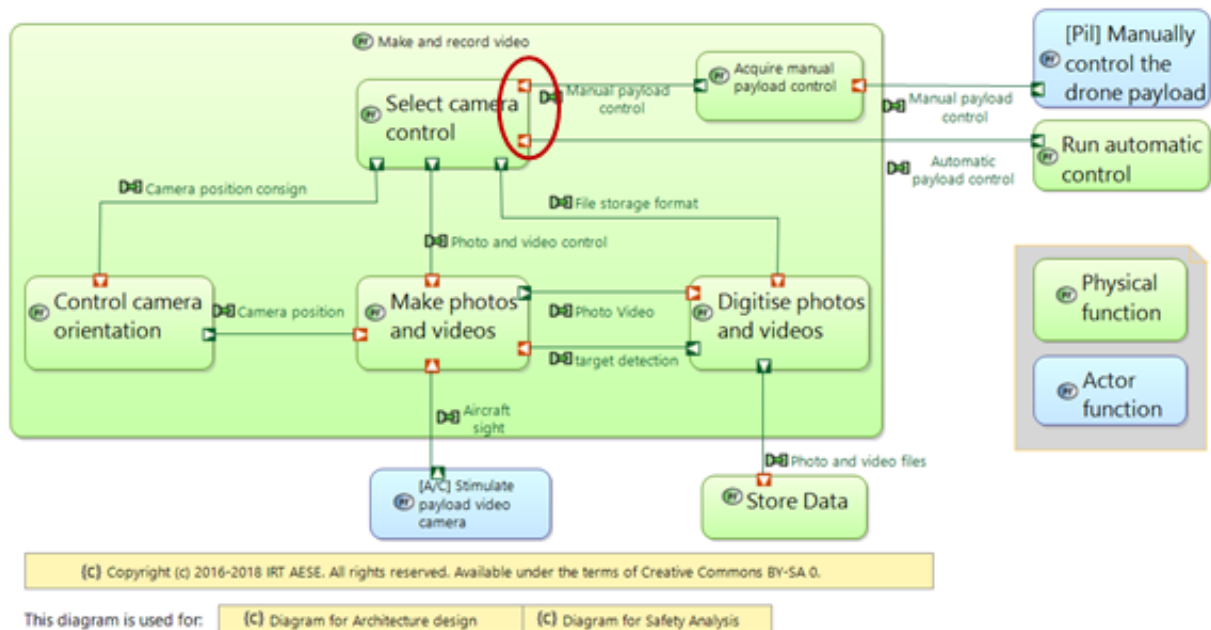 Make and record video
Select camera
control
Manual payload
control
Acquire manual
payload control
Manual payload
control
[Pil] Manually
control the
drone payload
Automatic
payload control
Run automatic
control
Camera position consign
File storage format
Photo and video control
Control camera
orientation
Camera position
Make photos
and videos
Photo Video
target detection
Digitise photos
and videos
Physical
function
Actor
function
Aircraft
sight
Photo and video files
[A/C] Stimulate
payload video
camera
Store Data
(C) Copyright (c) 2016-2018 IRT AESE. All rights reserved. Available under the terms of Creative Commons BY-SA 0.
This diagram is used for:
(C) Diagram for Architecture design
(C) Diagram for Safety Analysis